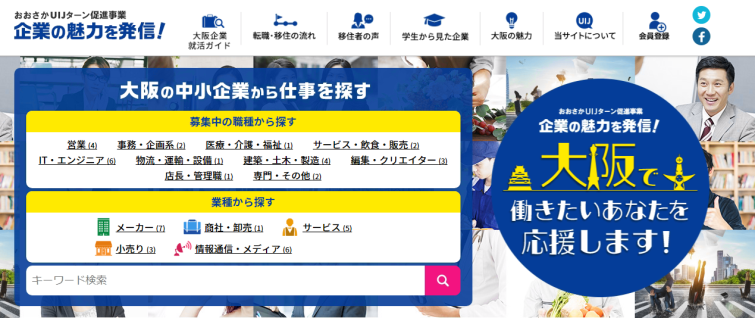 おおさかUIJターン促進事業
企業の魅力を発信!
大阪企業
就活ガイド
転職・移住の流れ
移住者の声
学生から見た企業
大阪の魅力
UIJ
当サイトについて
会員登録
大阪の中小企業から仕事を探す
募集中の職種から探す
営業 (4) 事務・企画系 (2) 医療・介護・福祉 (1) サービス・飲食・販売 (2)
IT・エンジニア (6) 物流・運輸・設備 (1) 建築・土木・製造 (4) 編集・クリエイター (3)
店長・管理職 (1) 専門・その他 (2)
業種から探す
メーカー (7) 商社・卸売 (1) サービス (5)
小売り (3) 情報通信・メディア (6)
キーワード検索
おおさかUIJターン促進事業
企業の魅力を発信!
大阪で
働きたいあなたを
応援します!